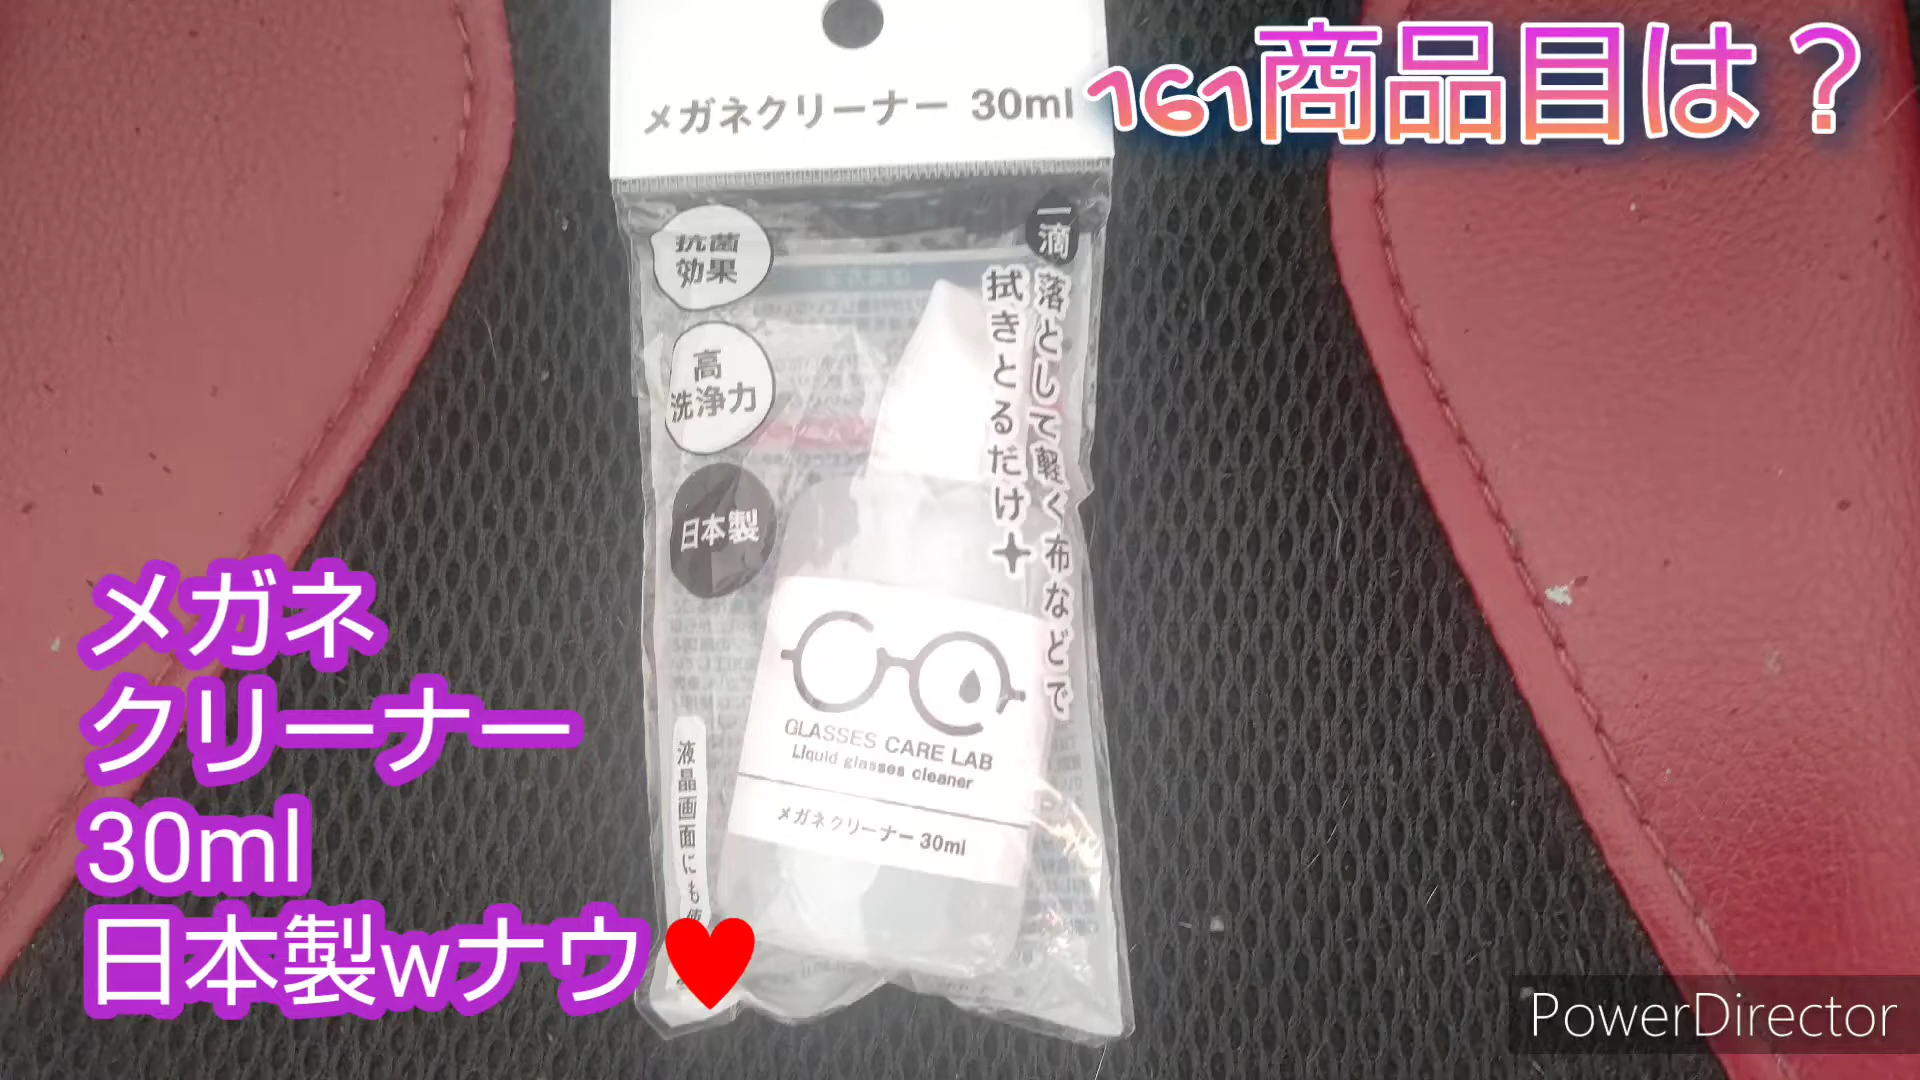 161商品目は？
メガネクリーナー 30ml
抗菌
効果
高
洗浄力
日本製
一滴落として軽く布などで
拭きとるだけ
GLASSES CARE LAB
Liquid glasses cleaner
メガネクリーナー 30ml
液晶画面にも使
メガネ
クリーナー
30ml
日本製wナウ♥
PowerDirector